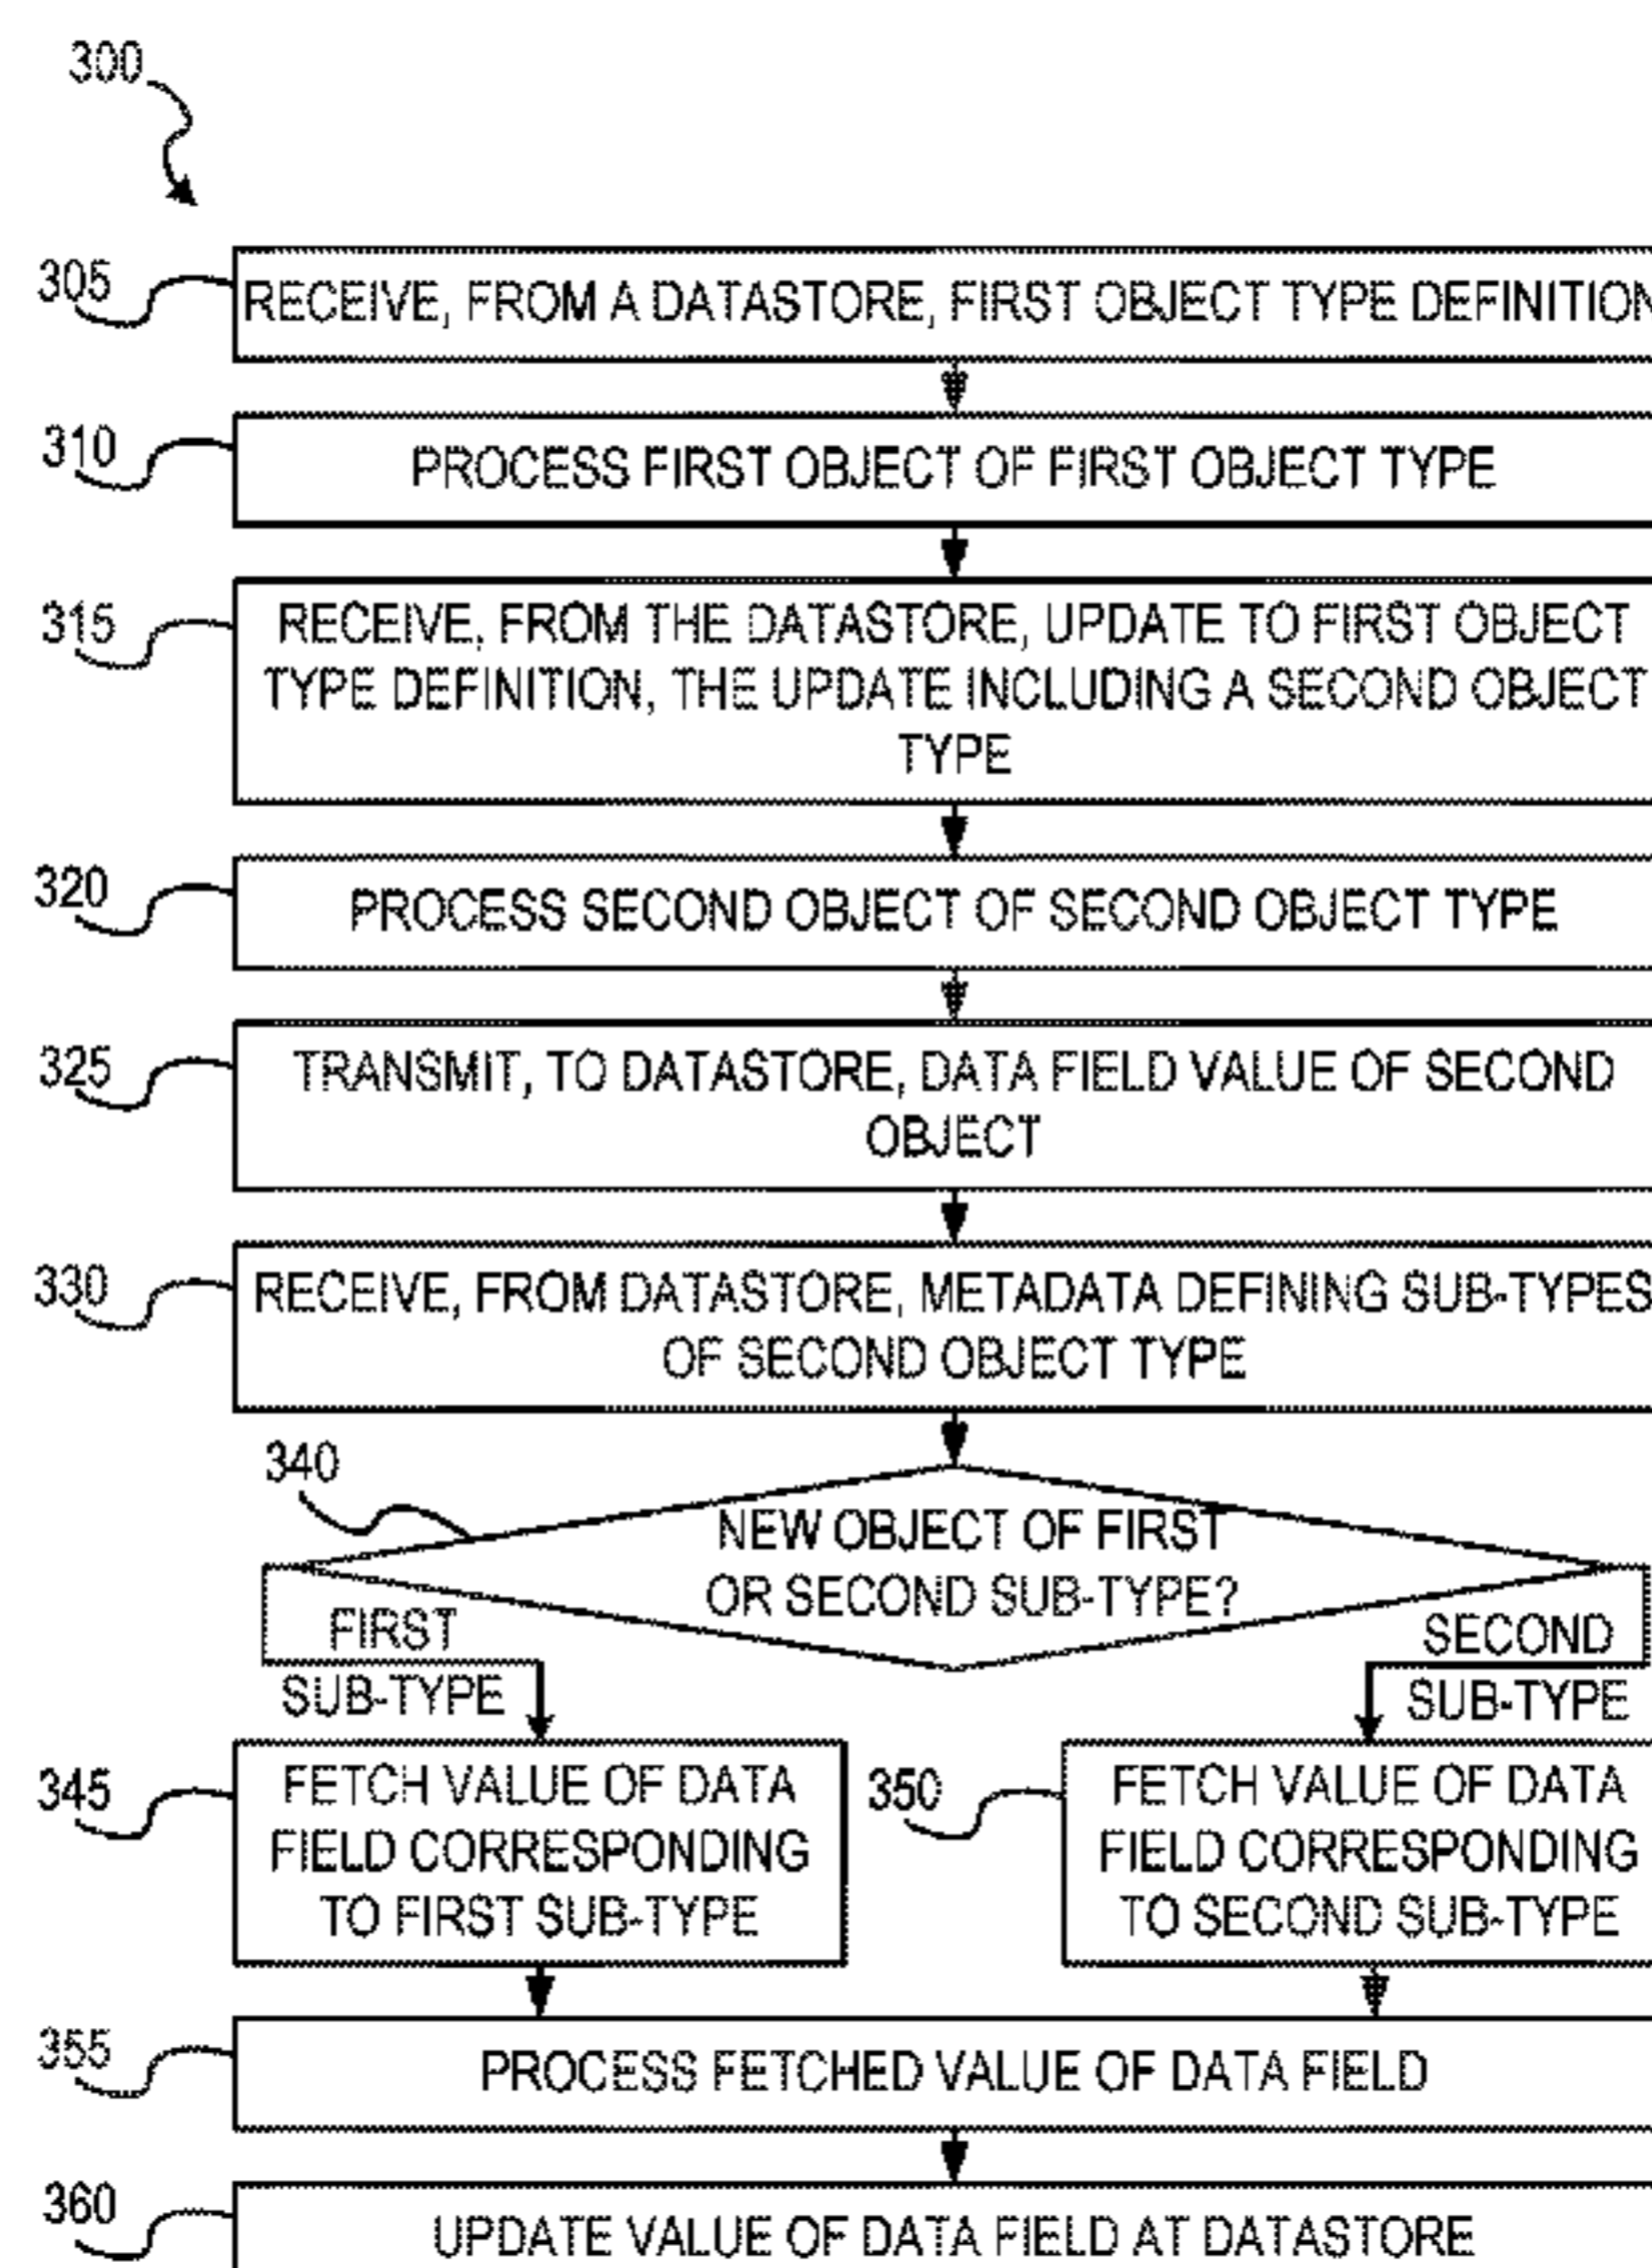 300
305
RECEIVE, FROM A DATASTORE, FIRST OBJECT TYPE DEFINITION
310
PROCESS FIRST OBJECT OF FIRST OBJECT TYPE
315
RECEIVE, FROM THE DATASTORE, UPDATE TO FIRST OBJECT
TYPE DEFINITION, THE UPDATE INCLUDING A SECOND OBJECT
TYPE
320
PROCESS SECOND OBJECT OF SECOND OBJECT TYPE
325
TRANSMIT, TO DATASTORE, DATA FIELD VALUE OF SECOND
OBJECT
330
RECEIVE, FROM DATASTORE, METADATA DEFINING SUB-TYPES
OF SECOND OBJECT TYPE
340
NEW OBJECT OF FIRST
OR SECOND SUB-TYPE?
FIRST
SUB-TYPE
SECOND
SUB-TYPE
345
FETCH VALUE OF DATA
FIELD CORRESPONDING
TO FIRST SUB-TYPE
350
FETCH VALUE OF DATA
FIELD CORRESPONDING
TO SECOND SUB-TYPE
355
PROCESS FETCHED VALUE OF DATA FIELD
360
UPDATE VALUE OF DATA FIELD AT DATASTORE